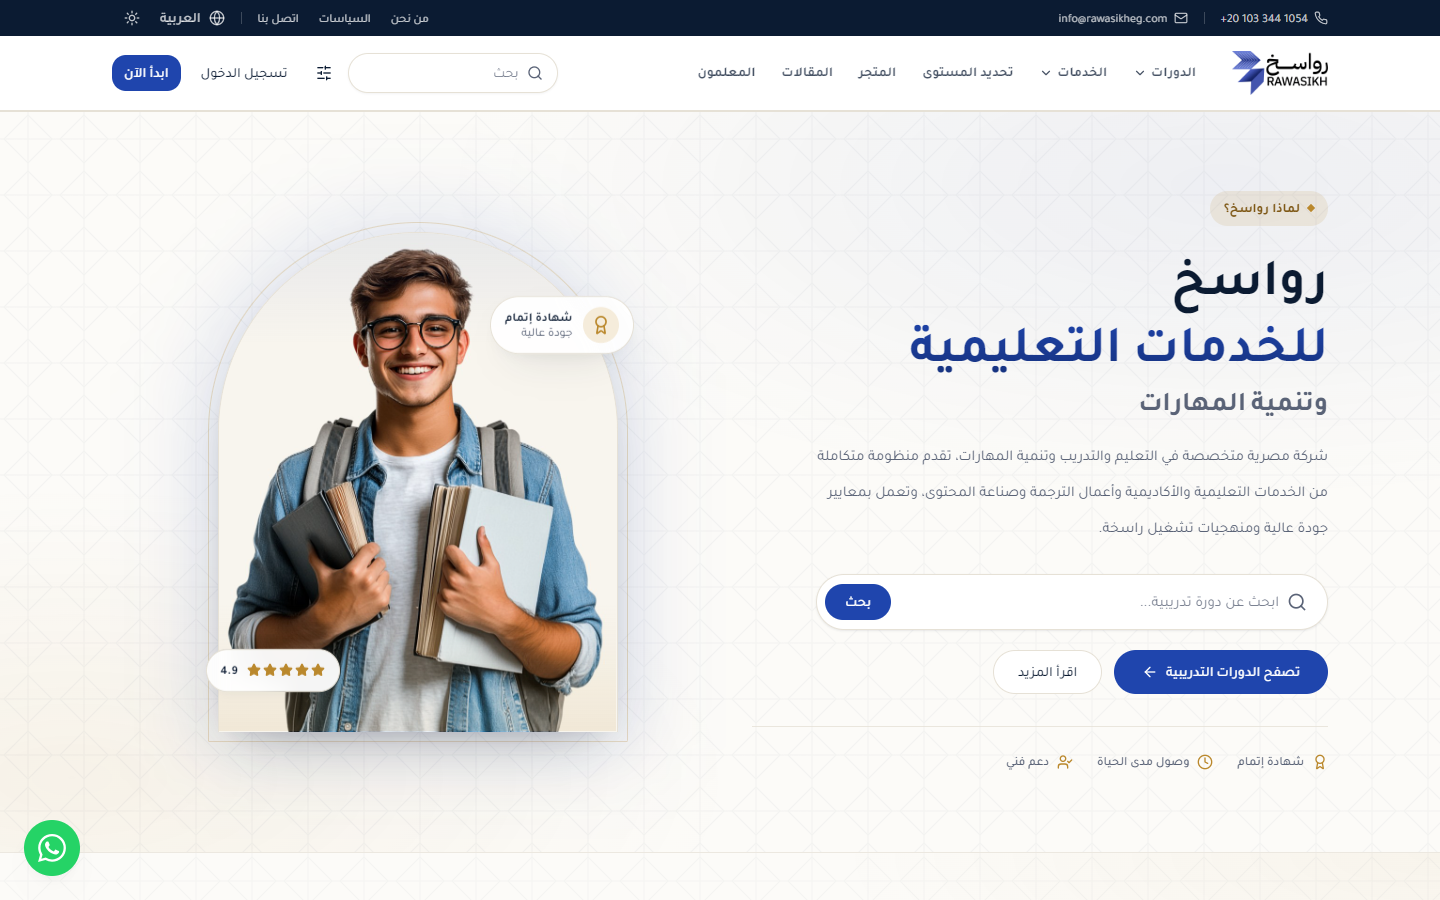 +20 103 344 1054
info@rawasikheg.com
من نحن
السياسات
اتصل بنا
العربية
رواسخ
RAWASIKH
الدورات
الخدمات
تحديد المستوى
المتجر
المقالات
المعلمون
بحث
تسجيل الدخول
ابدأ الآن
لماذا رواسخ؟
رواسخ
للخدمات التعليمية
وتنمية المهارات
شركة مصرية متخصصة في التعليم والتدريب وتنمية المهارات، تقدم منظومة متكاملة
من الخدمات التعليمية والأكاديمية وأعمال الترجمة وصناعة المحتوى، وتعمل بمعايير
جودة عالية ومنهجيات تشغيل راسخة.
ابحث عن دورة تدريبية...
بحث
تصفح الدورات التدريبية
اقرأ المزيد
شهادة إتمام
وصول مدى الحياة
دعم فني
شهادة إتمام
جودة عالية
4.9